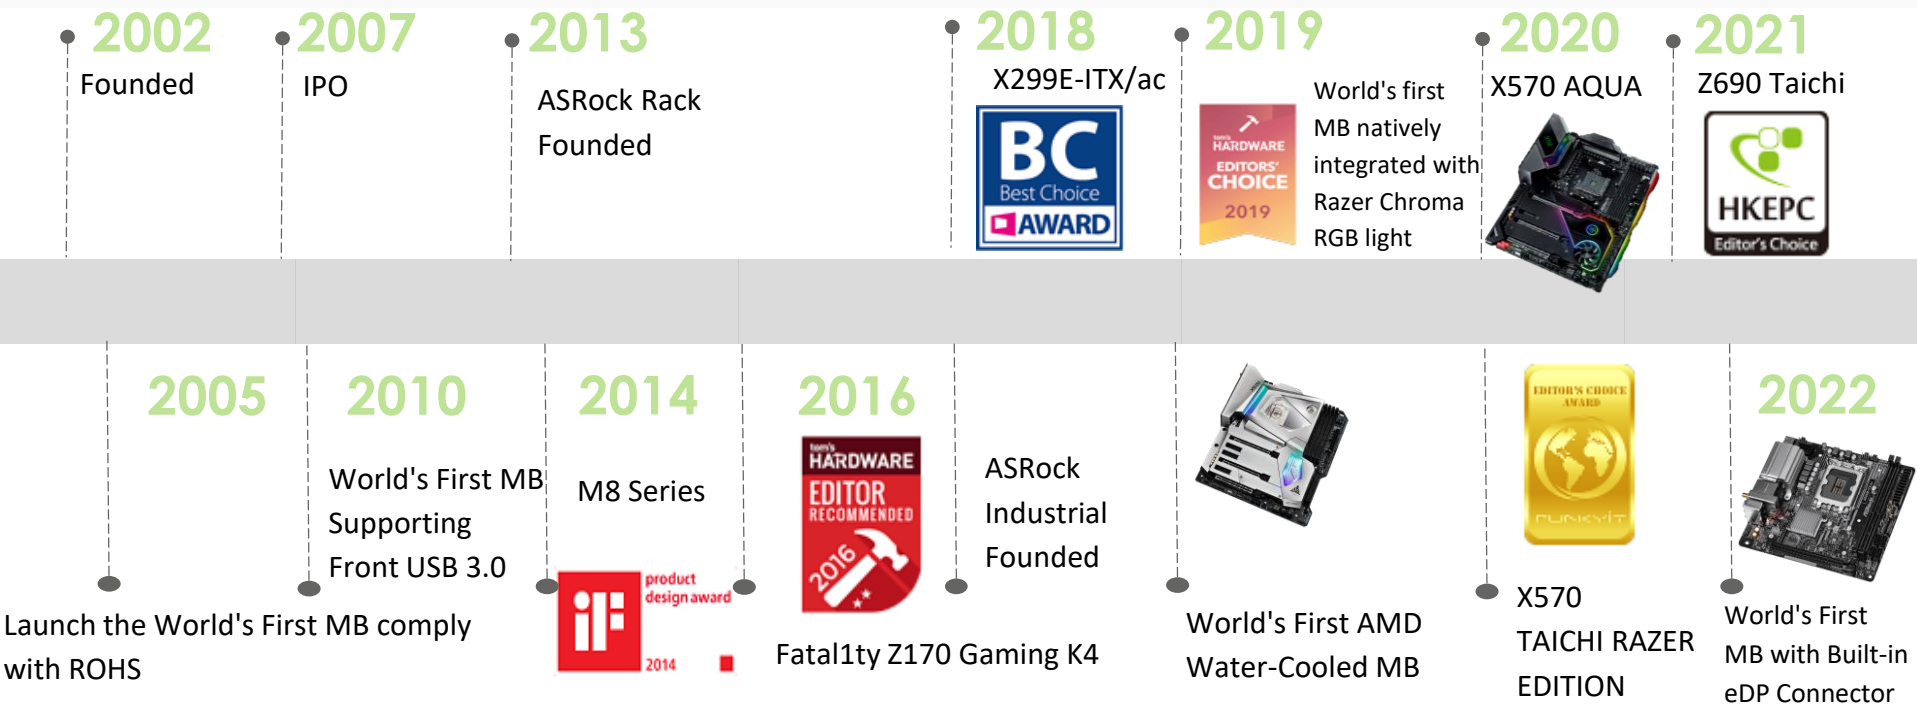 2002
Founded
2007
IPO
2013
ASRock Rack
Founded
2018
X299E-ITX/ac
BC
Best Choice
AWARD
2019
tom's
HARDWARE
EDITORS'
CHOICE
2019
World's first
MB natively
integrated with
Razer Chroma
RGB light
2020
X570 AQUA
2021
Z690 Taichi
HKEPC
Editor's Choice
2005
Launch the World's First MB comply
with ROHS
2010
World's First MB
Supporting
Front USB 3.0
2014
M8 Series
iF
product
design award
2014
2016
tom's
HARDWARE
EDITOR
RECOMMENDED
2016
Fatal1ty Z170 Gaming K4
ASRock
Industrial
Founded
World's First AMD
Water-Cooled MB
EDITOR'S CHOICE
AWARD
FUNKYIT
X570
TAICHI RAZER
EDITION
2022
World's First
MB with Built-in
eDP Connector